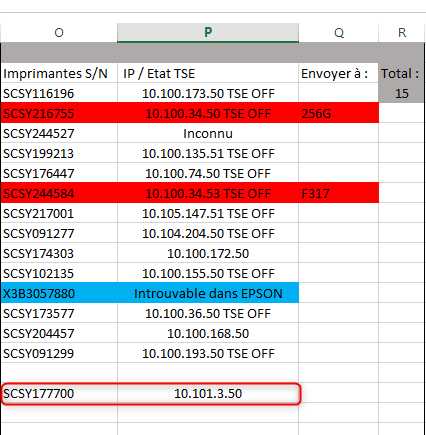 O P Q R
Imprimantes S/N IP / Etat TSE Envoyer à : Total :
SCSY116196 10.100.173.50 TSE OFF 15
SCSY216755 10.100.34.50 TSE OFF 256G
SCSY244527 Inconnu
SCSY199213 10.100.135.51 TSE OFF
SCSY176447 10.100.74.50 TSE OFF
SCSY244584 10.100.34.53 TSE OFF F317
SCSY217001 10.105.147.51 TSE OFF
SCSY091277 10.104.204.50 TSE OFF
SCSY174303 10.100.172.50
SCSY102135 10.100.155.50 TSE OFF
X3B3057880 Introuvable dans EPSON
SCSY173577 10.100.36.50 TSE OFF
SCSY204457 10.100.168.50
SCSY091299 10.100.193.50 TSE OFF
SCSY177700 10.101.3.50